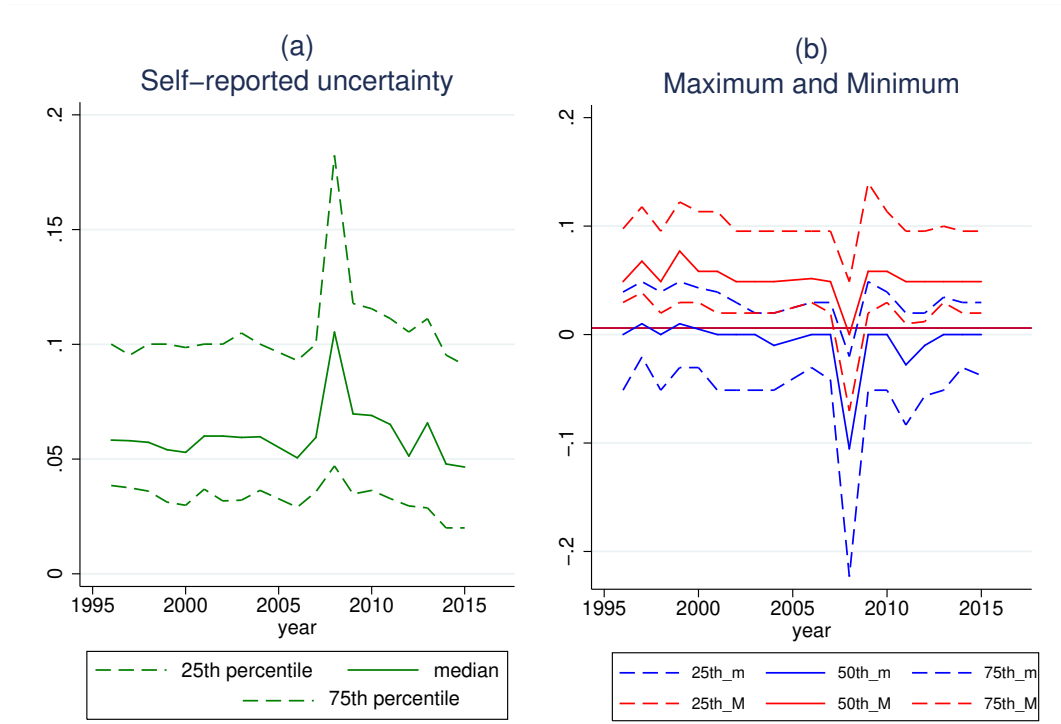 (a)
Self−reported uncertainty
.2
.15
.1
.05
0
1995 2000 2005 2010 2015
year
25th percentile median
75th percentile
(b)
Maximum and Minimum
.2
.1
0
−.1
−.2
1995 2000 2005 2010 2015
year
25th_m 50th_m 75th_m
25th_M 50th_M 75th_M